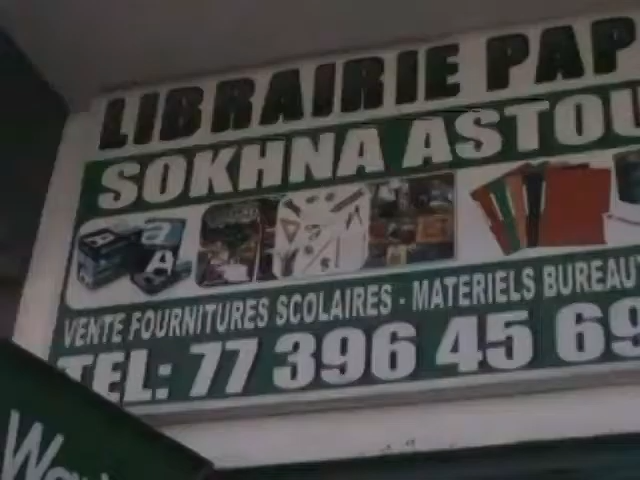 LIBRAIRIE PAP
SOKHNA ASTOU
VENTE FOURNITURES SCOLAIRES - MATERIELS BUREAU
TEL: 77 396 45 69